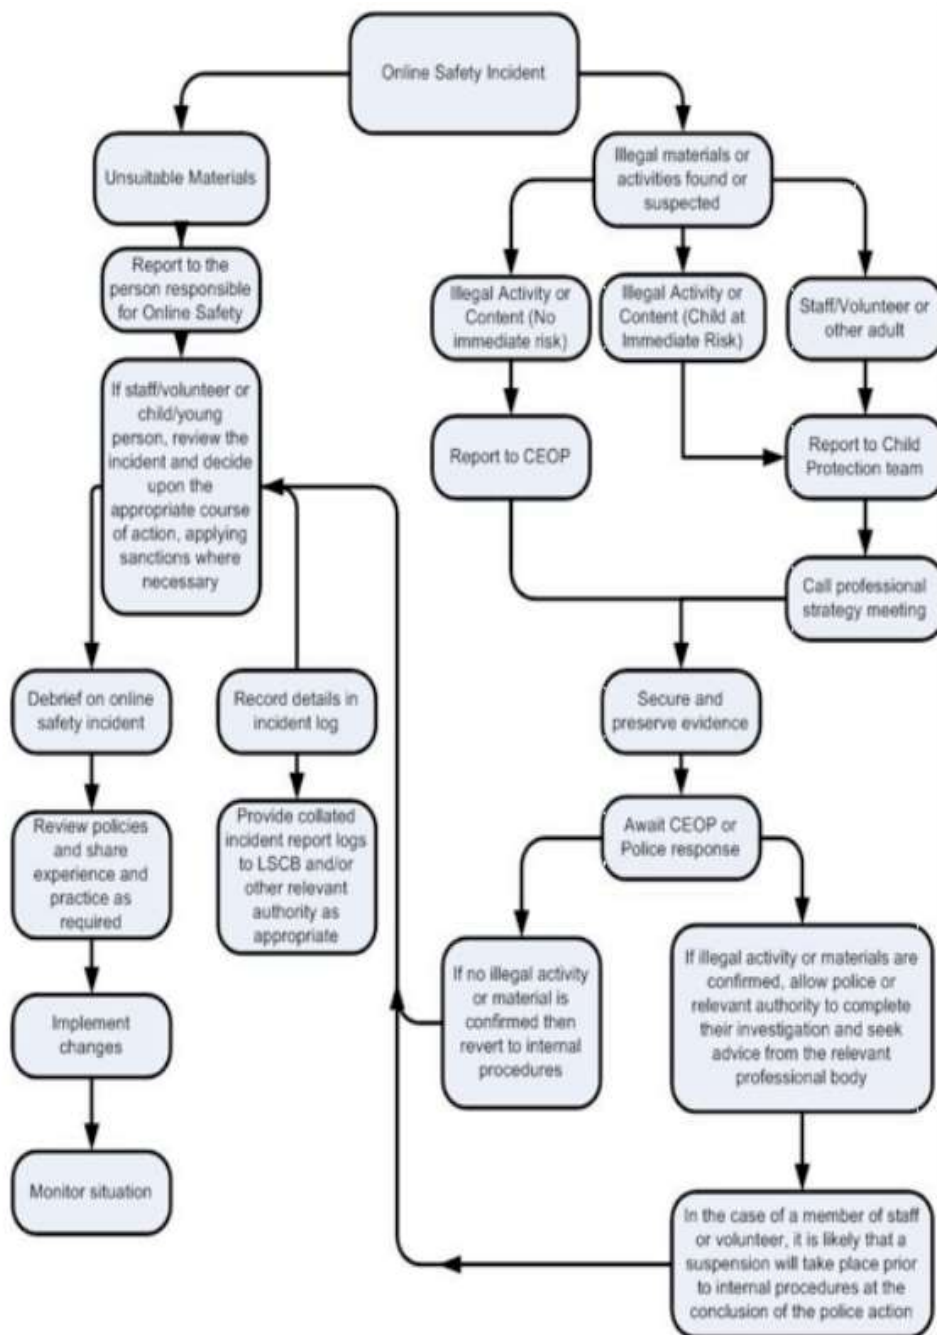 Online Safety Incident
Unsuitable Materials
Illegal materials or
activities found or
suspected
Report to the
person responsible
for Online Safety
Illegal Activity or
Content (No
immediate risk)
Illegal Activity or
Content (Child at
Immediate Risk)
Staff/Volunteer or
other adult
If staff/volunteer or
child/young
person, review the
incident and decide
upon the
appropriate course
of action, applying
sanctions where
necessary
Report to CEOP
Report to Child
Protection team
Call professional
strategy meeting
Debrief on online
safety incident
Record details in
incident log
Secure and
preserve evidence
Review policies
and share
experience and
practice as
required
Provide collated
incident report logs
to LSCB and/or
other relevant
authority as
appropriate
Await CEOP or
Police response
If no illegal activity
or material is
confirmed then
revert to internal
procedures
If illegal activity or materials are
confirmed, allow police or
relevant authority to complete
their investigation and seek
advice from the relevant
professional body
Implement
changes
Monitor situation
In the case of a member of staff
or volunteer, it is likely that a
suspension will take place prior
to internal procedures at the
conclusion of the police action